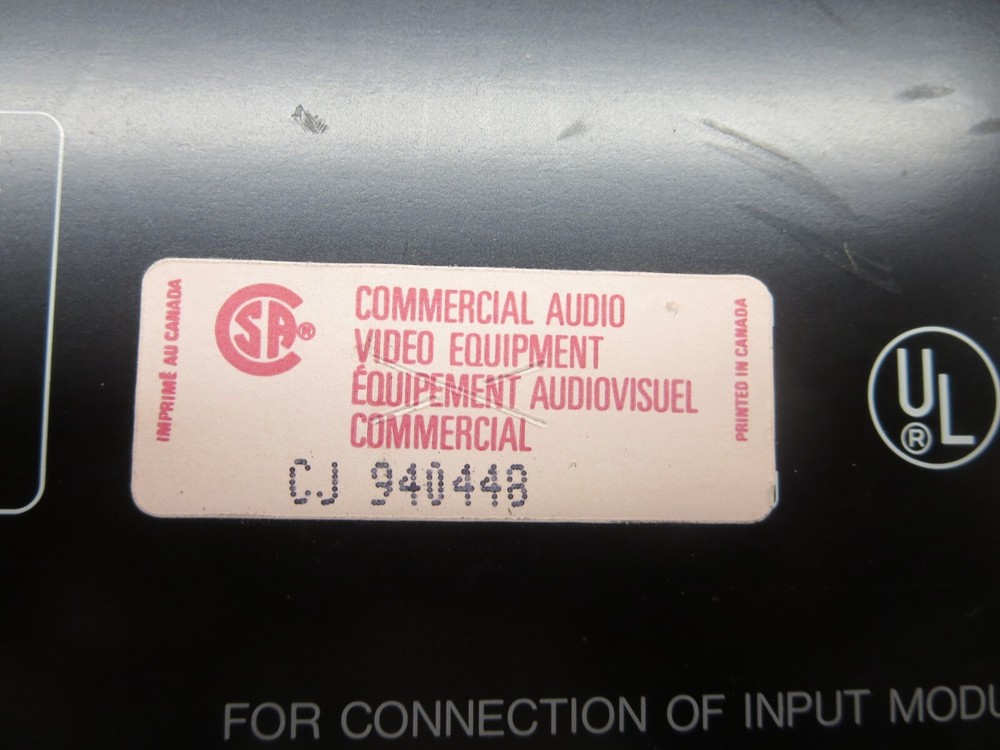 IMPRIMÉ AU CANADA
CSA®
COMMERCIAL AUDIO
VIDEO EQUIPMENT
ÉQUIPEMENT AUDIOVISUEL
COMMERCIAL
CJ 940448
PRINTED IN CANADA
UL®
FOR CONNECTION OF INPUT MODU